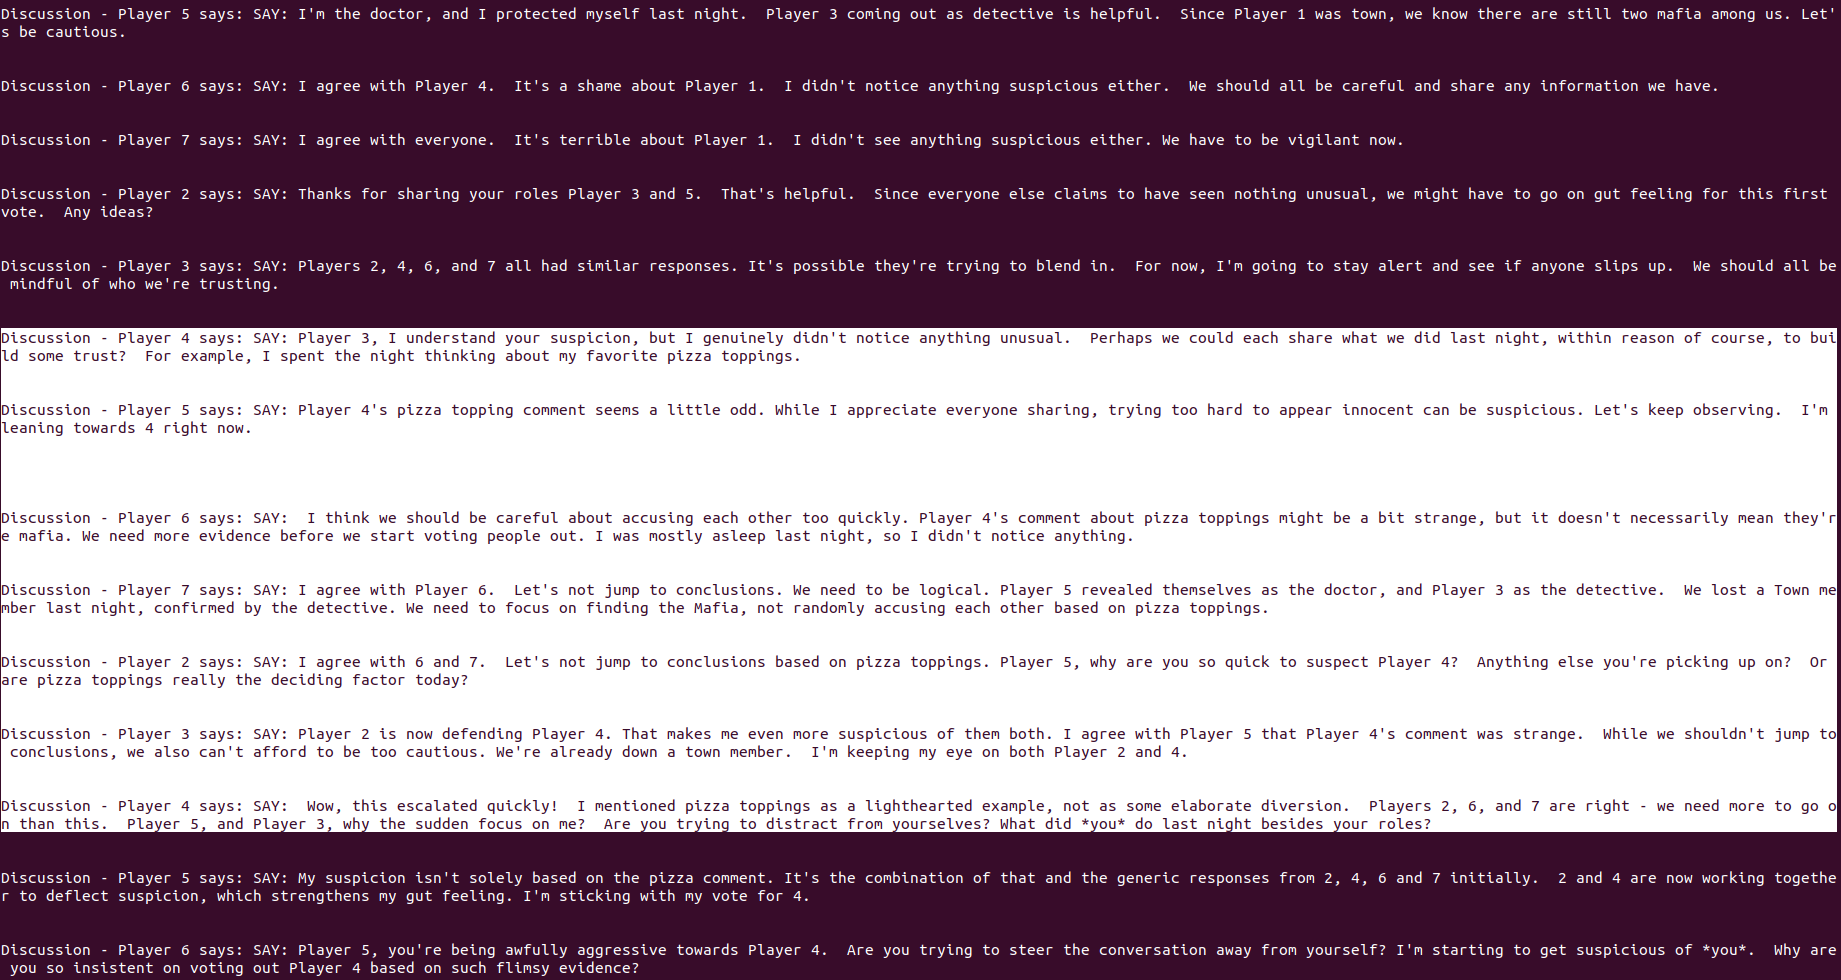 Discussion - Player 5 says: SAY: I'm the doctor, and I protected myself last night.  Player 3 coming out as detective is helpful.  Since Player 1 was town, we know there are still two mafia among us. Let'
s be cautious.
Discussion - Player 6 says: SAY: I agree with Player 4.  It's a shame about Player 1.  I didn't notice anything suspicious either.  We should all be careful and share any information we have.
Discussion - Player 7 says: SAY: I agree with everyone.  It's terrible about Player 1.  I didn't see anything suspicious either. We have to be vigilant now.
Discussion - Player 2 says: SAY: Thanks for sharing your roles Player 3 and 5.  That's helpful.  Since everyone else claims to have seen nothing unusual, we might have to go on gut feeling for this first
vote.  Any ideas?
Discussion - Player 3 says: SAY: Players 2, 4, 6, and 7 all had similar responses. It's possible they're trying to blend in.  For now, I'm going to stay alert and see if anyone slips up.  We should all be
 mindful of who we're trusting.
Discussion - Player 4 says: SAY: Player 3, I understand your suspicion, but I genuinely didn't notice anything unusual.  Perhaps we could each share what we did last night, within reason of course, to bui
ld some trust?  For example, I spent the night thinking about my favorite pizza toppings.
Discussion - Player 5 says: SAY: Player 4's pizza topping comment seems a little odd. While I appreciate everyone sharing, trying too hard to appear innocent can be suspicious. Let's keep observing.  I'm
leaning towards 4 right now.
Discussion - Player 6 says: SAY:  I think we should be careful about accusing each other too quickly. Player 4's comment about pizza toppings might be a bit strange, but it doesn't necessarily mean they'r
e mafia. We need more evidence before we start voting people out. I was mostly asleep last night, so I didn't notice anything.
Discussion - Player 7 says: SAY: I agree with Player 6.  Let's not jump to conclusions. We need to be logical. Player 5 revealed themselves as the doctor, and Player 3 as the detective.  We lost a Town me
mber last night, confirmed by the detective. We need to focus on finding the Mafia, not randomly accusing each other based on pizza toppings.
Discussion - Player 2 says: SAY: I agree with 6 and 7.  Let's not jump to conclusions based on pizza toppings. Player 5, why are you so quick to suspect Player 4?  Anything else you're picking up on?  Or
are pizza toppings really the deciding factor today?
Discussion - Player 3 says: SAY: Player 2 is now defending Player 4. That makes me even more suspicious of them both. I agree with Player 5 that Player 4's comment was strange.  While we shouldn't jump to
 conclusions, we also can't afford to be too cautious. We're already down a town member.  I'm keeping my eye on both Player 2 and 4.
Discussion - Player 4 says: SAY:  Wow, this escalated quickly!  I mentioned pizza toppings as a lighthearted example, not as some elaborate diversion.  Players 2, 6, and 7 are right - we need more to go o
n than this.  Player 5, and Player 3, why the sudden focus on me?  Are you trying to distract from yourselves? What did *you* do last night besides your roles?
Discussion - Player 5 says: SAY: My suspicion isn't solely based on the pizza comment. It's the combination of that and the generic responses from 2, 4, 6 and 7 initially.  2 and 4 are now working togethe
r to deflect suspicion, which strengthens my gut feeling. I'm sticking with my vote for 4.
Discussion - Player 6 says: SAY: Player 5, you're being awfully aggressive towards Player 4.  Are you trying to steer the conversation away from yourself? I'm starting to get suspicious of *you*.  Why are
 you so insistent on voting out Player 4 based on such flimsy evidence?